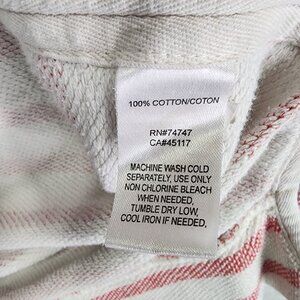 100% COTTON/COTON
RN#74747
CA#45117
MACHINE WASH COLD
SEPARATELY, USE ONLY
NON CHLORINE BLEACH
WHEN NEEDED,
TUMBLE DRY LOW,
COOL IRON IF NEEDED,